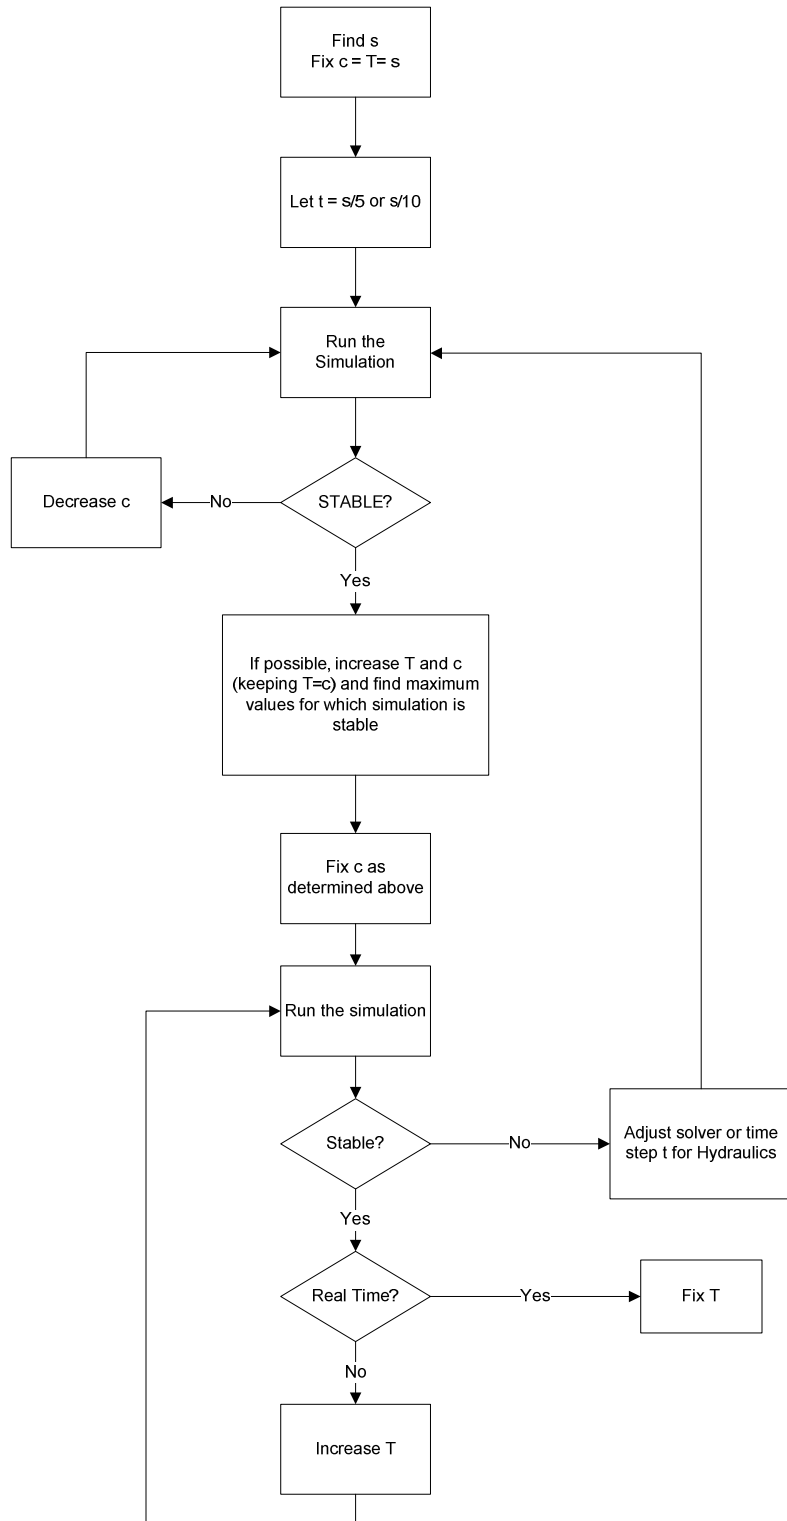 Find s
Fix c = T= s
Let t = s/5 or s/10
Run the
Simulation
Decrease c
No
STABLE?
Yes
If possible, increase T and c
(keeping T=c) and find maximum
values for which simulation is
stable
Fix c as
determined above
Run the simulation
Stable?
No
Adjust solver or time
step t for Hydraulics
Yes
Real Time?
Yes
Fix T
No
Increase T